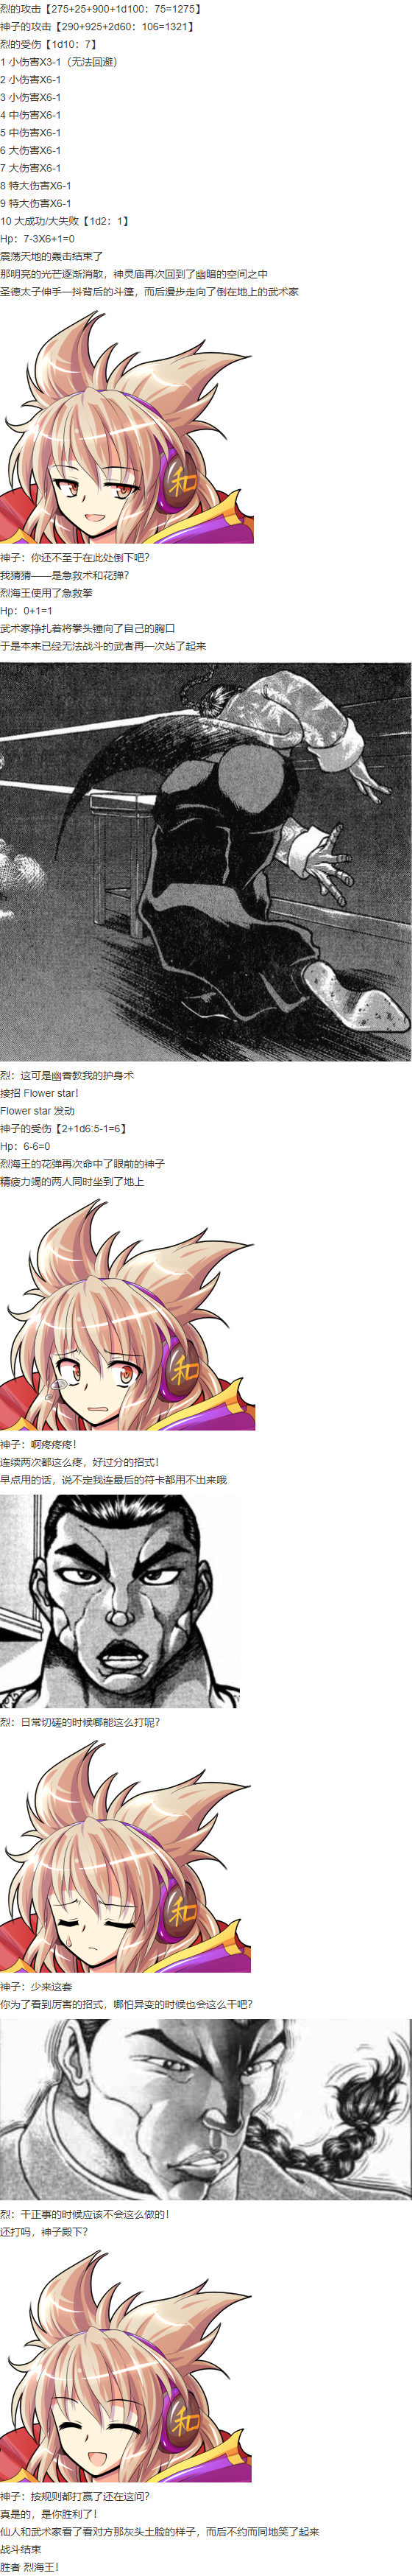 烈的攻击【275+25+900+1d100：75=1275】
神子的攻击【290+925+2d60：106=1321】
烈的受伤【1d10：7】
1 小伤害X3-1（无法回避）
2 小伤害X6-1
3 小伤害X6-1
4 中伤害X6-1
5 中伤害X6-1
6 大伤害X6-1
7 大伤害X6-1
8 特大伤害X6-1
9 特大伤害X6-1
10 大成功/大失败【1d2：1】
Hp：7-3X6+1=0
震荡天地的轰击结束了
那明亮的光芒逐渐消散，神灵庙再次回到了幽暗的空间之中
圣德太子伸手一抖背后的斗篷，而后漫步走向了倒在地上的武术家
和
神子：你还不至于在此处倒下吧？
我猜猜——是急救术和花弹？
烈海王使用了急救拳
Hp：0+1=1
武术家挣扎着将拳头锤向了自己的胸口
于是本来已经无法战斗的武者再一次站了起来
烈：这可是幽香教我的护身术
接招 Flower star！
Flower star 发动
神子的受伤【2+1d6:5-1=6】
Hp：6-6=0
烈海王的花弹再次命中了眼前的神子
精疲力竭的两人同时坐到了地上
和
神子：啊疼疼疼！
连续两次都这么疼，好过分的招式！
早点用的话，说不定我连最后的符卡都用不出来哦
烈：日常切磋的时候哪能这么打呢？
和
神子：少来这套
你为了看到厉害的招式，哪怕异变的时候也会这么干吧？
烈：干正事的时候应该不会这么做的！
还打吗，神子殿下？
和
神子：按规则都打赢了还在这问？
真是的，是你胜利了！
仙人和武术家看了看对方那灰头土脸的样子，而后不约而同地笑了起来
战斗结束
胜者 烈海王！